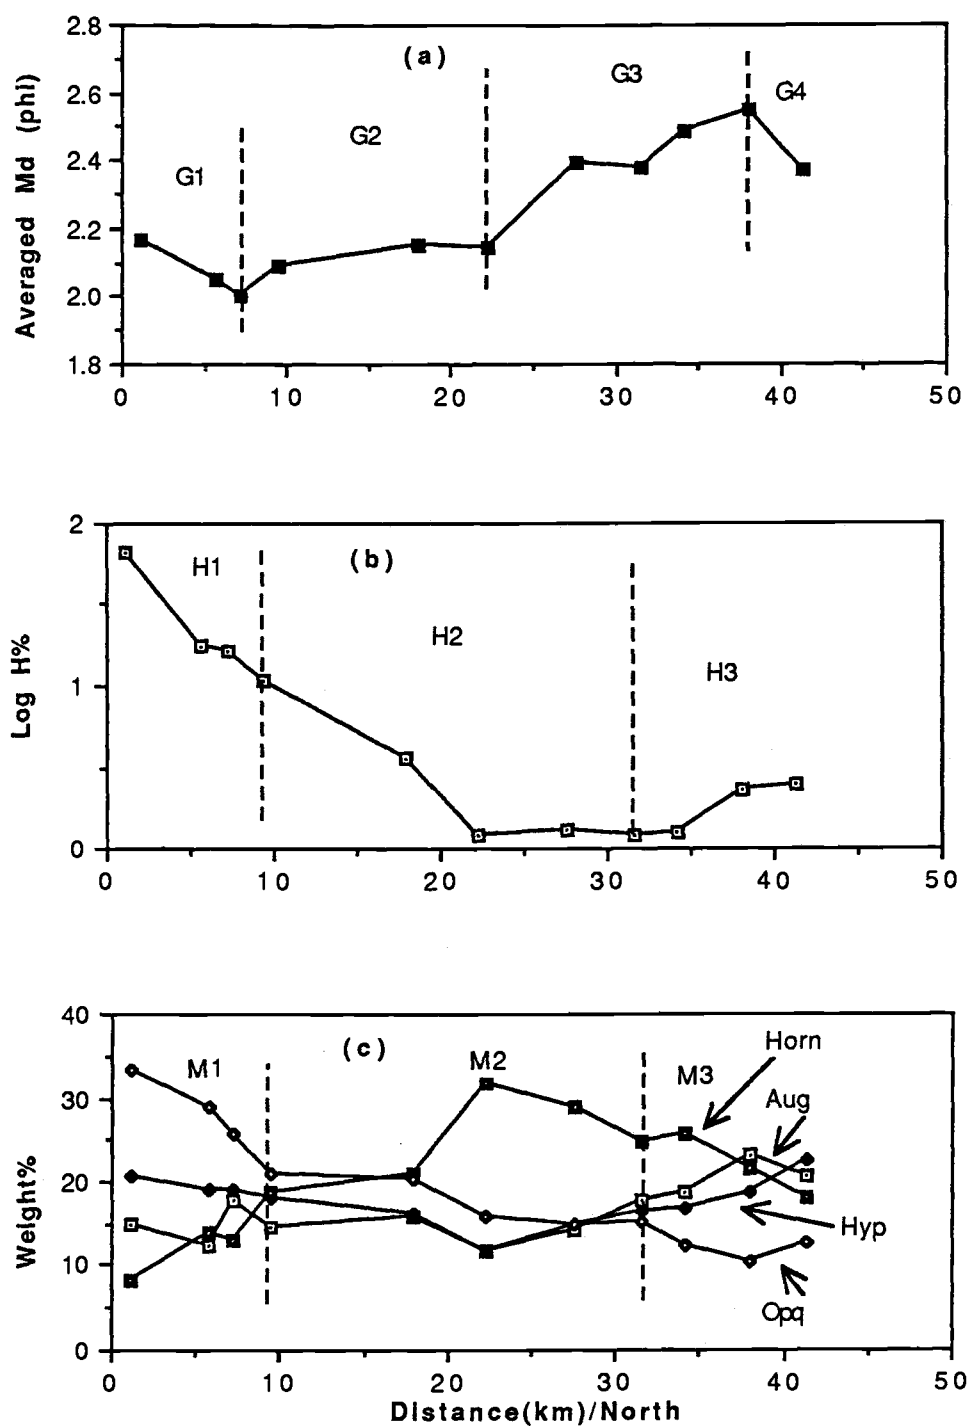 (a)
Averaged Md (phi)
2.8
2.6
2.4
2.2
2.0
1.8
G1
G2
G3
G4
0 10 20 30 40 50
(b)
Log H%
2
1
0
H1
H2
H3
0 10 20 30 40 50
(c)
Weight%
40
30
20
10
0
M1
M2
M3
Horn
Aug
Hyp
Opq
0 10 20 30 40 50
Distance(km)/North